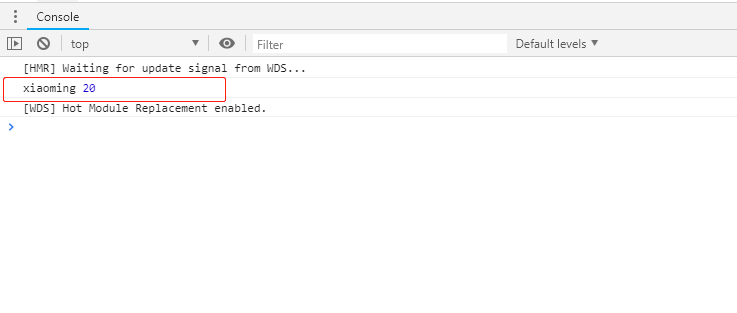 Console
top Filter Default levels
[HMR] Waiting for update signal from WDS...
xiaoming 20
[WDS] Hot Module Replacement enabled.